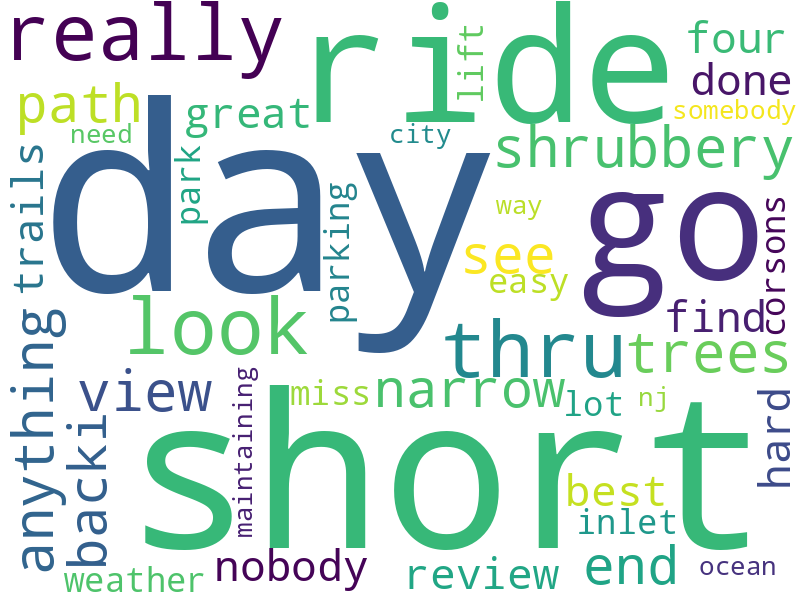 really
ride
lift
four
done
somebody
path
great
need
city
shrubbery
day
park
trails
parking
way
go
corsons
see
easy
find
look
thru
trees
anything
view
backi
maintaining
miss
narrow
lot
nj
hard
short
best
inlet
nobody
weather
review
end
ocean